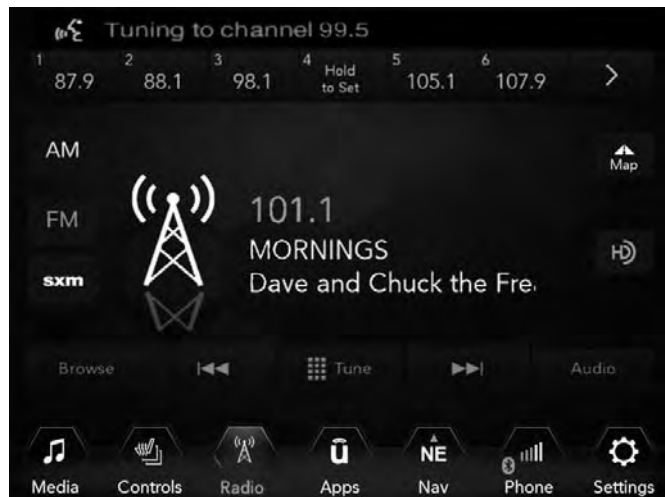 Tuning to channel 99.5
1 87.9 2 88.1 3 98.1 4 Hold to Set 5 105.1 6 107.9
AM
Map
FM
101.1
MORNINGS
HD
sxm
Dave and Chuck the Fre
Browse Tune Audio
ū NE
Media Controls Radio Apps Nav Phone Settings